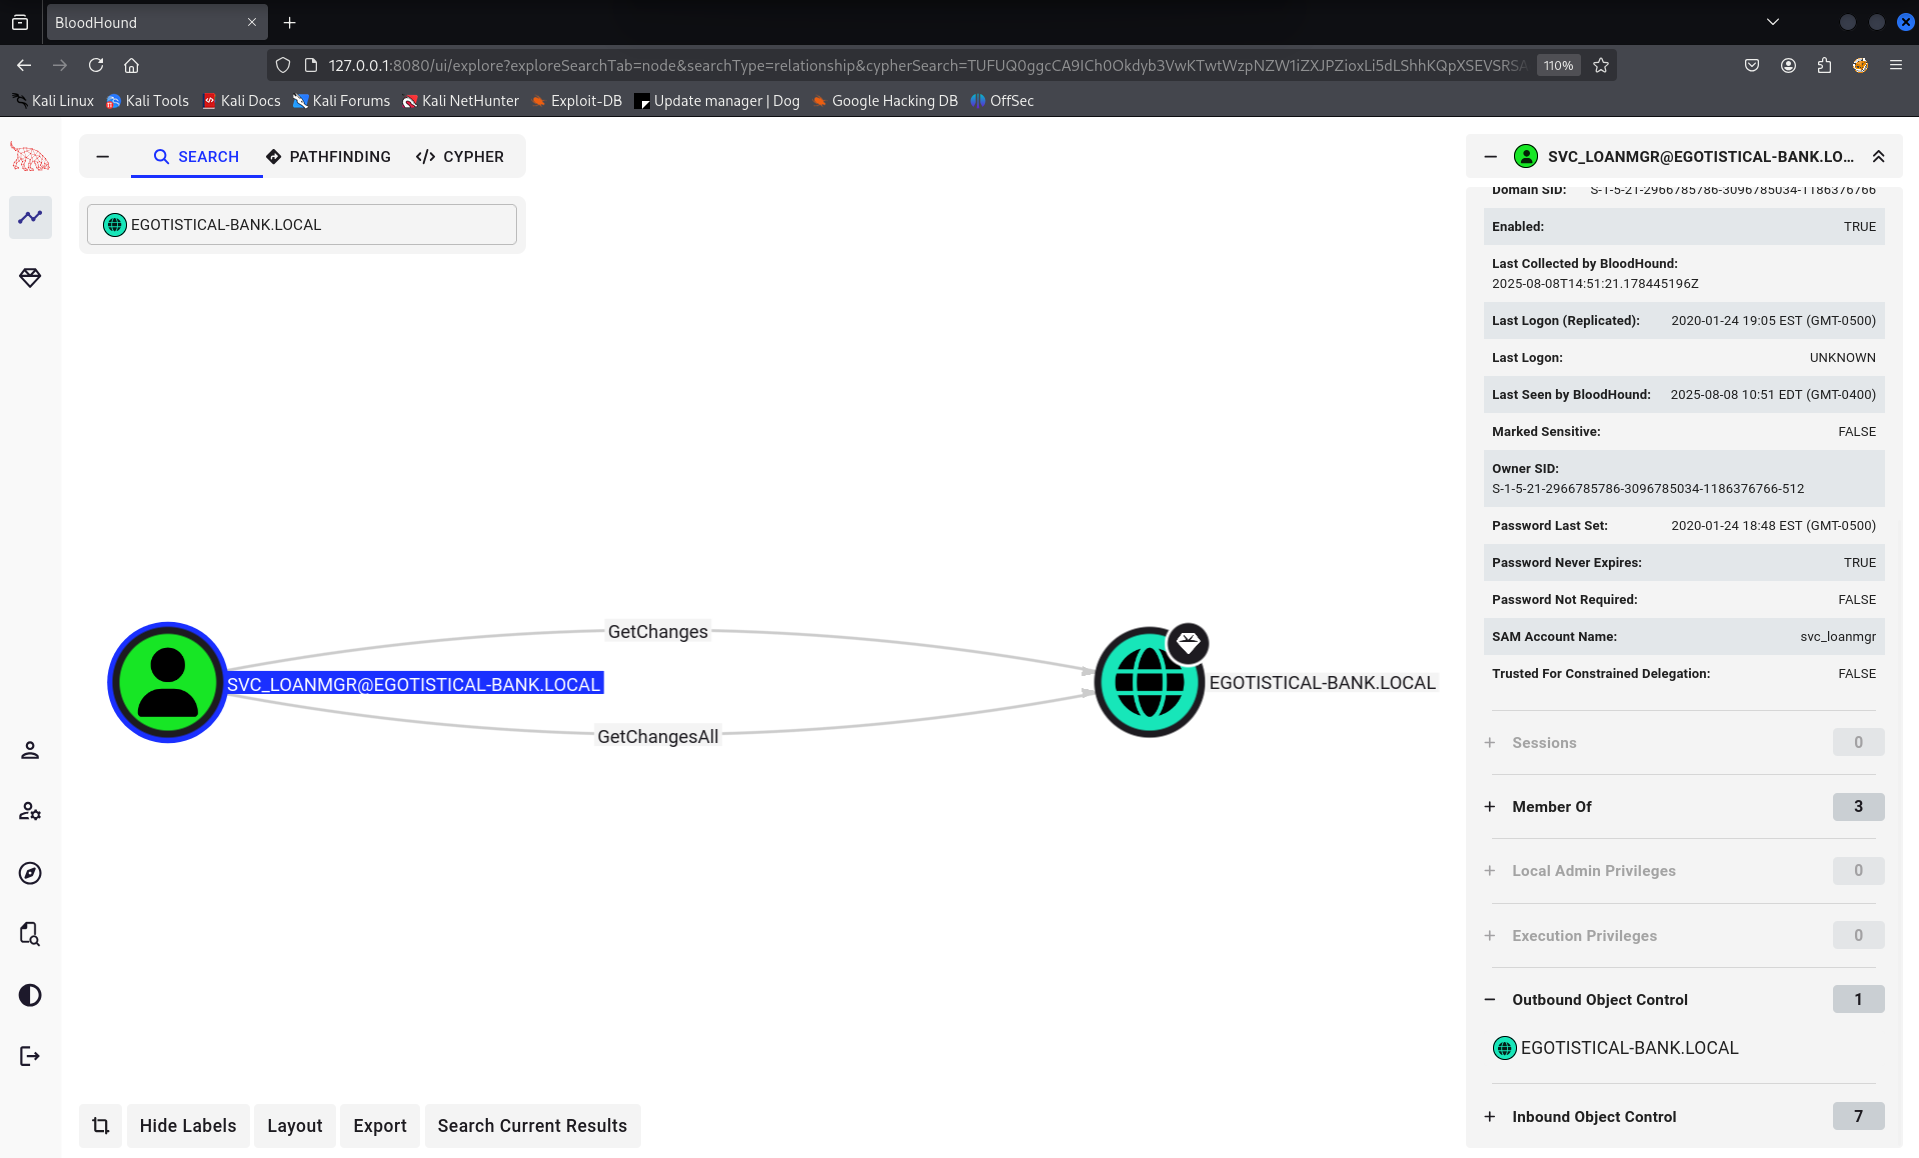 BloodHound
127.0.0.1:8080/ui/explore?exploreSearchTab=node&searchType=relationship&cypherSearch=TUFUQ0ggcCA9ICh0Okdyb3VwKTwtWzpNZW1iZXJPZioxLi5dLShhKQpXSEVSRSA
110%
Kali Linux Kali Tools Kali Docs Kali Forums Kali NetHunter Exploit-DB Update manager | Dog Google Hacking DB OffSec
SEARCH PATHFINDING CYPHER
EGOTISTICAL-BANK.LOCAL
GetChanges
SVC_LOANMGR@EGOTISTICAL-BANK.LOCAL
EGOTISTICAL-BANK.LOCAL
GetChangesAll
Hide Labels Layout Export Search Current Results
SVC_LOANMGR@EGOTISTICAL-BANK.LO...
Domain SID: S-1-5-21-2966785786-3096785034-1186376766
Enabled: TRUE
Last Collected by BloodHound:
2025-08-08T14:51:21.178445196Z
Last Logon (Replicated): 2020-01-24 19:05 EST (GMT-0500)
Last Logon: UNKNOWN
Last Seen by BloodHound: 2025-08-08 10:51 EDT (GMT-0400)
Marked Sensitive: FALSE
Owner SID:
S-1-5-21-2966785786-3096785034-1186376766-512
Password Last Set: 2020-01-24 18:48 EST (GMT-0500)
Password Never Expires: TRUE
Password Not Required: FALSE
SAM Account Name: svc_loanmgr
Trusted For Constrained Delegation: FALSE
Sessions 0
Member Of 3
Local Admin Privileges 0
Execution Privileges 0
Outbound Object Control 1
EGOTISTICAL-BANK.LOCAL
Inbound Object Control 7